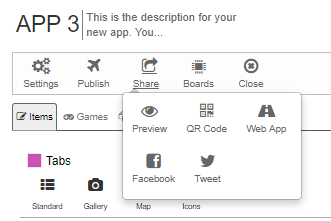 APP 3
This is the description for your
new app. You...
Settings Publish Share Boards Close
Preview QR Code Web App
Items Games
Facebook Tweet
Tabs
Standard Gallery Map Icons